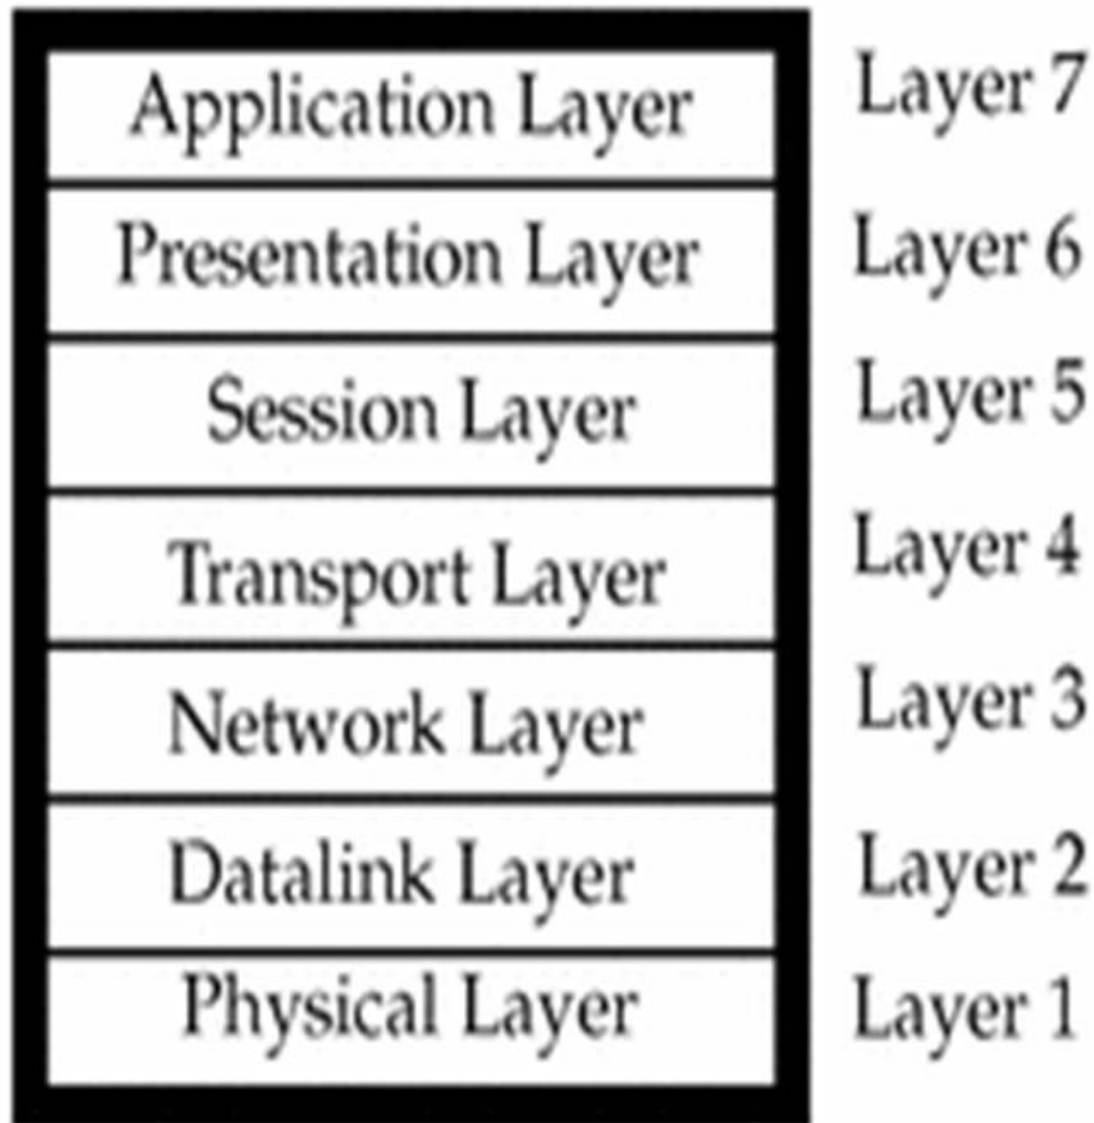 Application Layer Layer 7
Presentation Layer Layer 6
Session Layer Layer 5
Transport Layer Layer 4
Network Layer Layer 3
Datalink Layer Layer 2
Physical Layer Layer 1